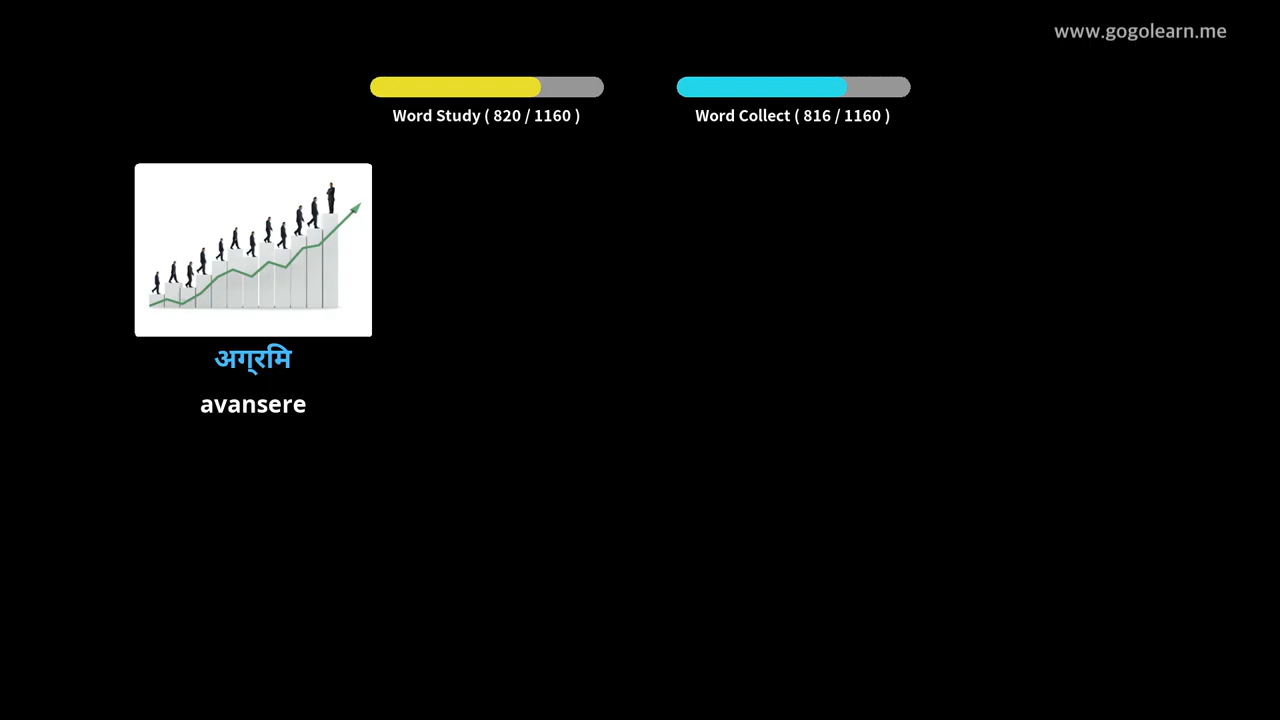 www.gogolearn.me
Word Study ( 820 / 1160 )
Word Collect ( 816 / 1160 )
अग्रमि
avansere